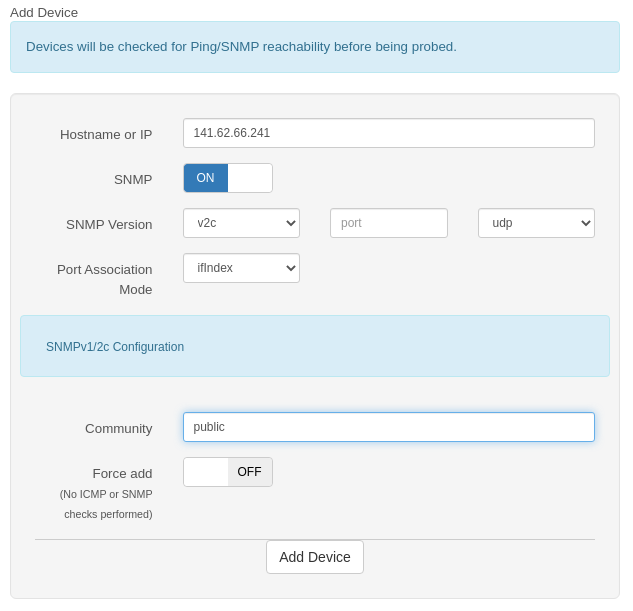 Add Device
Devices will be checked for Ping/SNMP reachability before being probed.
Hostname or IP 141.62.66.241
SNMP ON
SNMP Version v2c port udp
Port Association Mode ifIndex
SNMPv1/2c Configuration
Community public
Force add OFF
(No ICMP or SNMP
checks performed)
Add Device